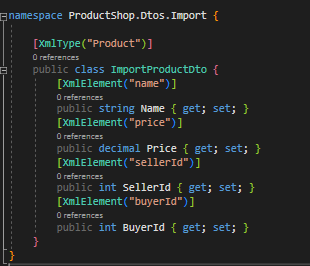 namespace ProductShop.Dtos.Import {
[XmlType("Product")]
0 references
public class ImportProductDto {
[XmlElement("name")]
0 references
public string Name { get; set; }
[XmlElement("price")]
0 references
public decimal Price { get; set; }
[XmlElement("sellerId")]
0 references
public int SellerId { get; set; }
[XmlElement("buyerId")]
0 references
public int BuyerId { get; set; }
}
}